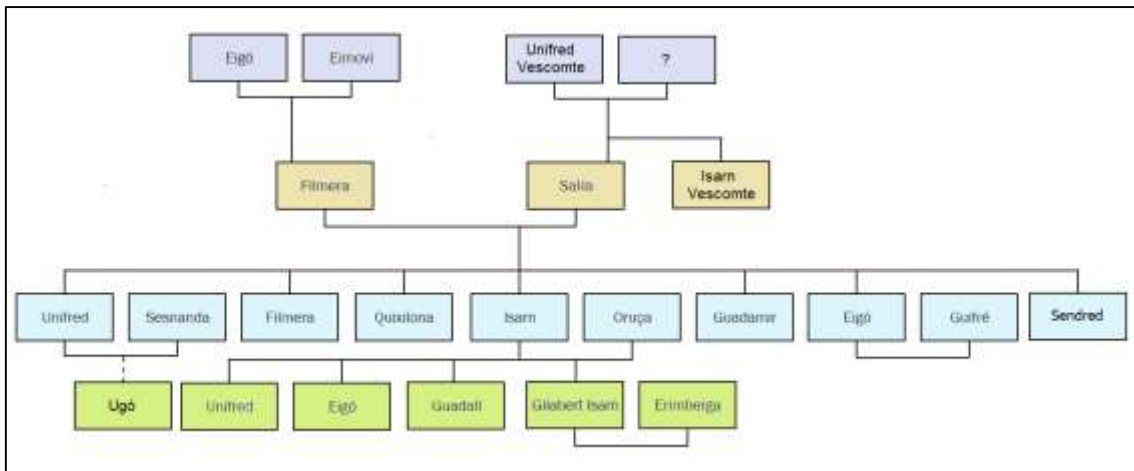 Eigó
Eimovi
Unifred
Vescomte
?
Filmera
Salla
Isarn
Vescomte
Unifred
Sesnanda
Filmera
Quixilona
Isarn
Oruça
Guadamir
Eigó
Guifré
Sendred
Ugó
Unifred
Eigó
Guadall
Gilabert Isarn
Erimberga